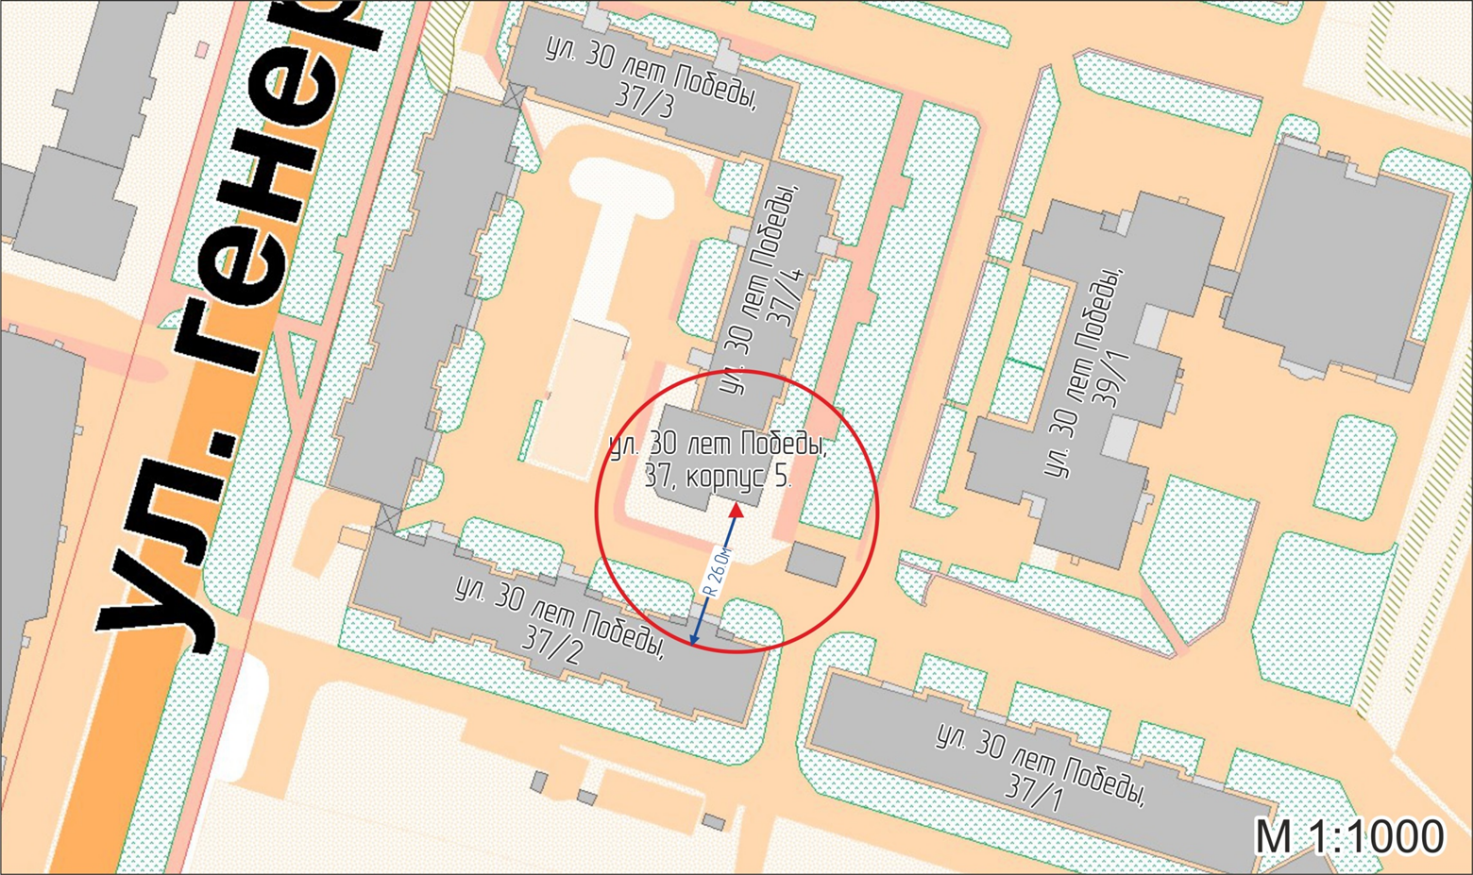 ул. генер
ул. 30 лет Победы,
37/3
ул. 30 лет Победы,
37/4
ул. 30 лет Победы,
39/1
ул. 30 лет Победы,
37, корпус 5.
R 26.0м
ул. 30 лет Победы,
37/2
ул. 30 лет Победы,
37/1
М 1:1000